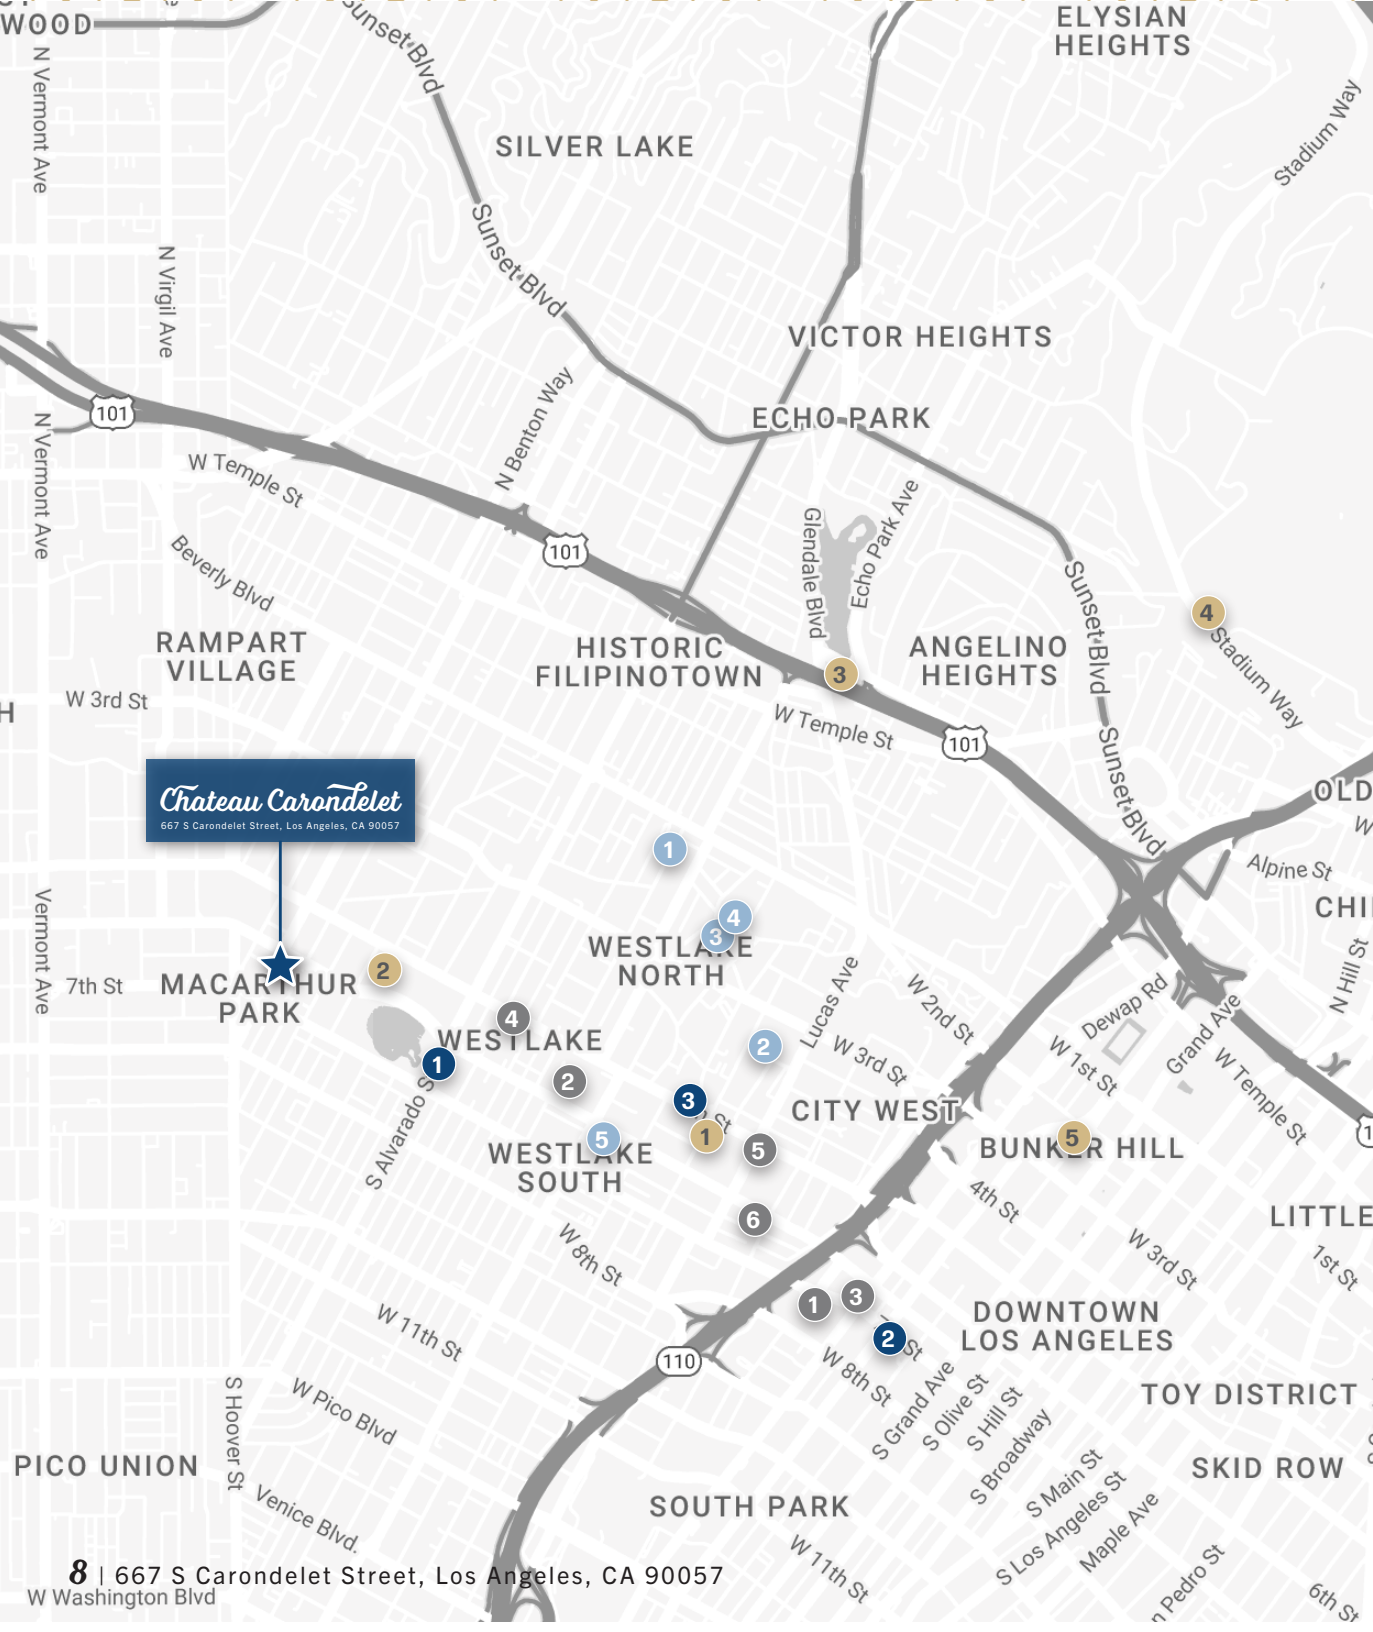 WOOD
ELYSIAN
HEIGHTS
Sunset Blvd
N Vermont Ave
Stadium Way
SILVER LAKE
Sunset Blvd
N Virgil Ave
VICTOR HEIGHTS
101
N Benton Way
ECHO PARK
N Vermont Ave
W Temple St
Glendale Blvd
Echo Park Ave
101
Beverly Blvd
Sunset Blvd
4
RAMPART
VILLAGE
HISTORIC
FILIPINOTOWN
ANGELINO
HEIGHTS
Stadium Way
3
H
W 3rd St
W Temple St
101
Sunset Blvd
Chateau Carondelet
667 S Carondelet Street, Los Angeles, CA 90057
OLD
W
1
Alpine St
Vermont Ave
CHI
4
3
WESTLAKE
NORTH
7th St
MACARTHUR
PARK
2
Lucas Ave
W 2nd St
Dewap Rd
Grand Ave
N Hill St
4
WESTLAKE
1
2
2
W 3rd St
W 1st St
W Temple St
S Alvarado S
3
St
1
CITY WEST
5
BUNKER HILL
5
WESTLAKE
SOUTH
5
4th St
6
LITTLE
W 8th St
W 3rd St
1st St
1
3
2
St
W 11th St
DOWNTOWN
LOS ANGELES
110
W 8th St
S Grand Ave
S Olive St
S Hill St
S Broadway
TOY DISTRICT
S Hoover St
W Pico Blvd
PICO UNION
S Main St
S Los Angeles St
Maple Ave
SKID ROW
Venice Blvd.
SOUTH PARK
W 11th St
n Pedro St
6th St
8 | 667 S Carondelet Street, Los Angeles, CA 90057
W Washington Blvd